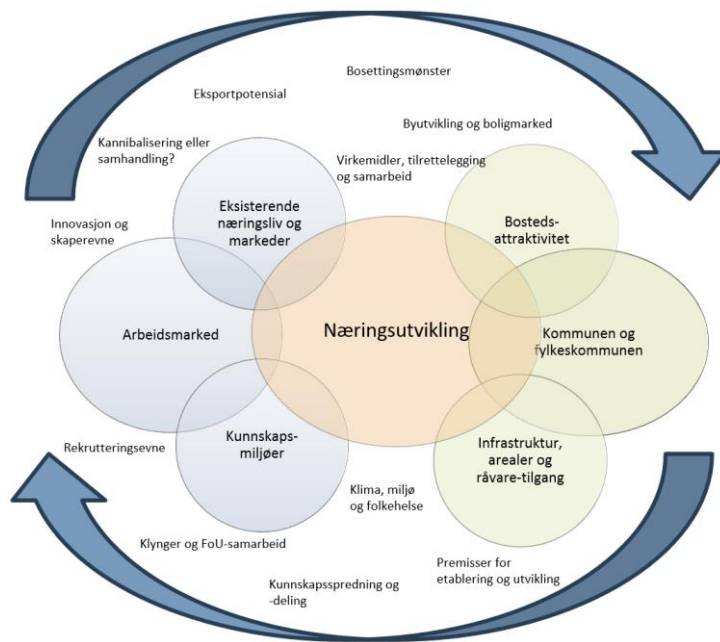 Bosettingsmønster
Eksportpotensial
Byutvikling og boligmarked
Kannibalisering eller
samhandling?
Virkemidler, tilrettelegging
og samarbeid
Innovasjon og
skaperevne
Eksisterende
næringsliv og
markeder
Bosteds-
attraktivitet
Arbeidsmarked
Næringsutvikling
Kommunen og
fylkeskommunen
Kunnskaps-
miljøer
Infrastruktur,
arealer og
råvare-tilgang
Rekrutteringsevne
Klima, miljø
og folkehelse
Klynger og FoU-samarbeid
Premisser for
etablering og utvikling
Kunnskapsspredning og
-deling